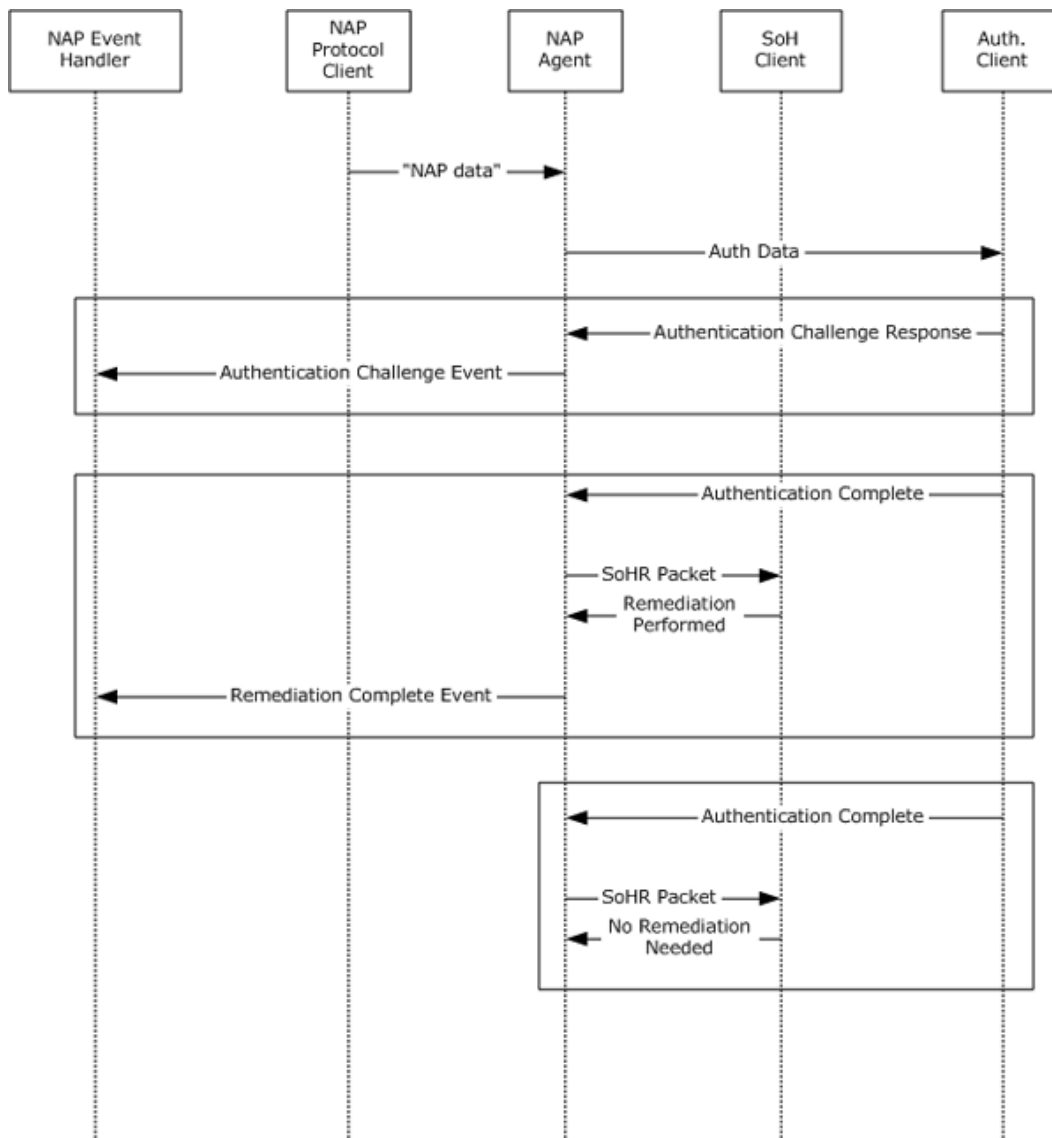 NAP Event
Handler
NAP
Protocol
Client
NAP
Agent
SoH
Client
Auth.
Client
"NAP data"
Auth Data
Authentication Challenge Response
Authentication Challenge Event
Authentication Complete
SoHR Packet
Remediation
Performed
Remediation Complete Event
Authentication Complete
SoHR Packet
No Remediation
Needed